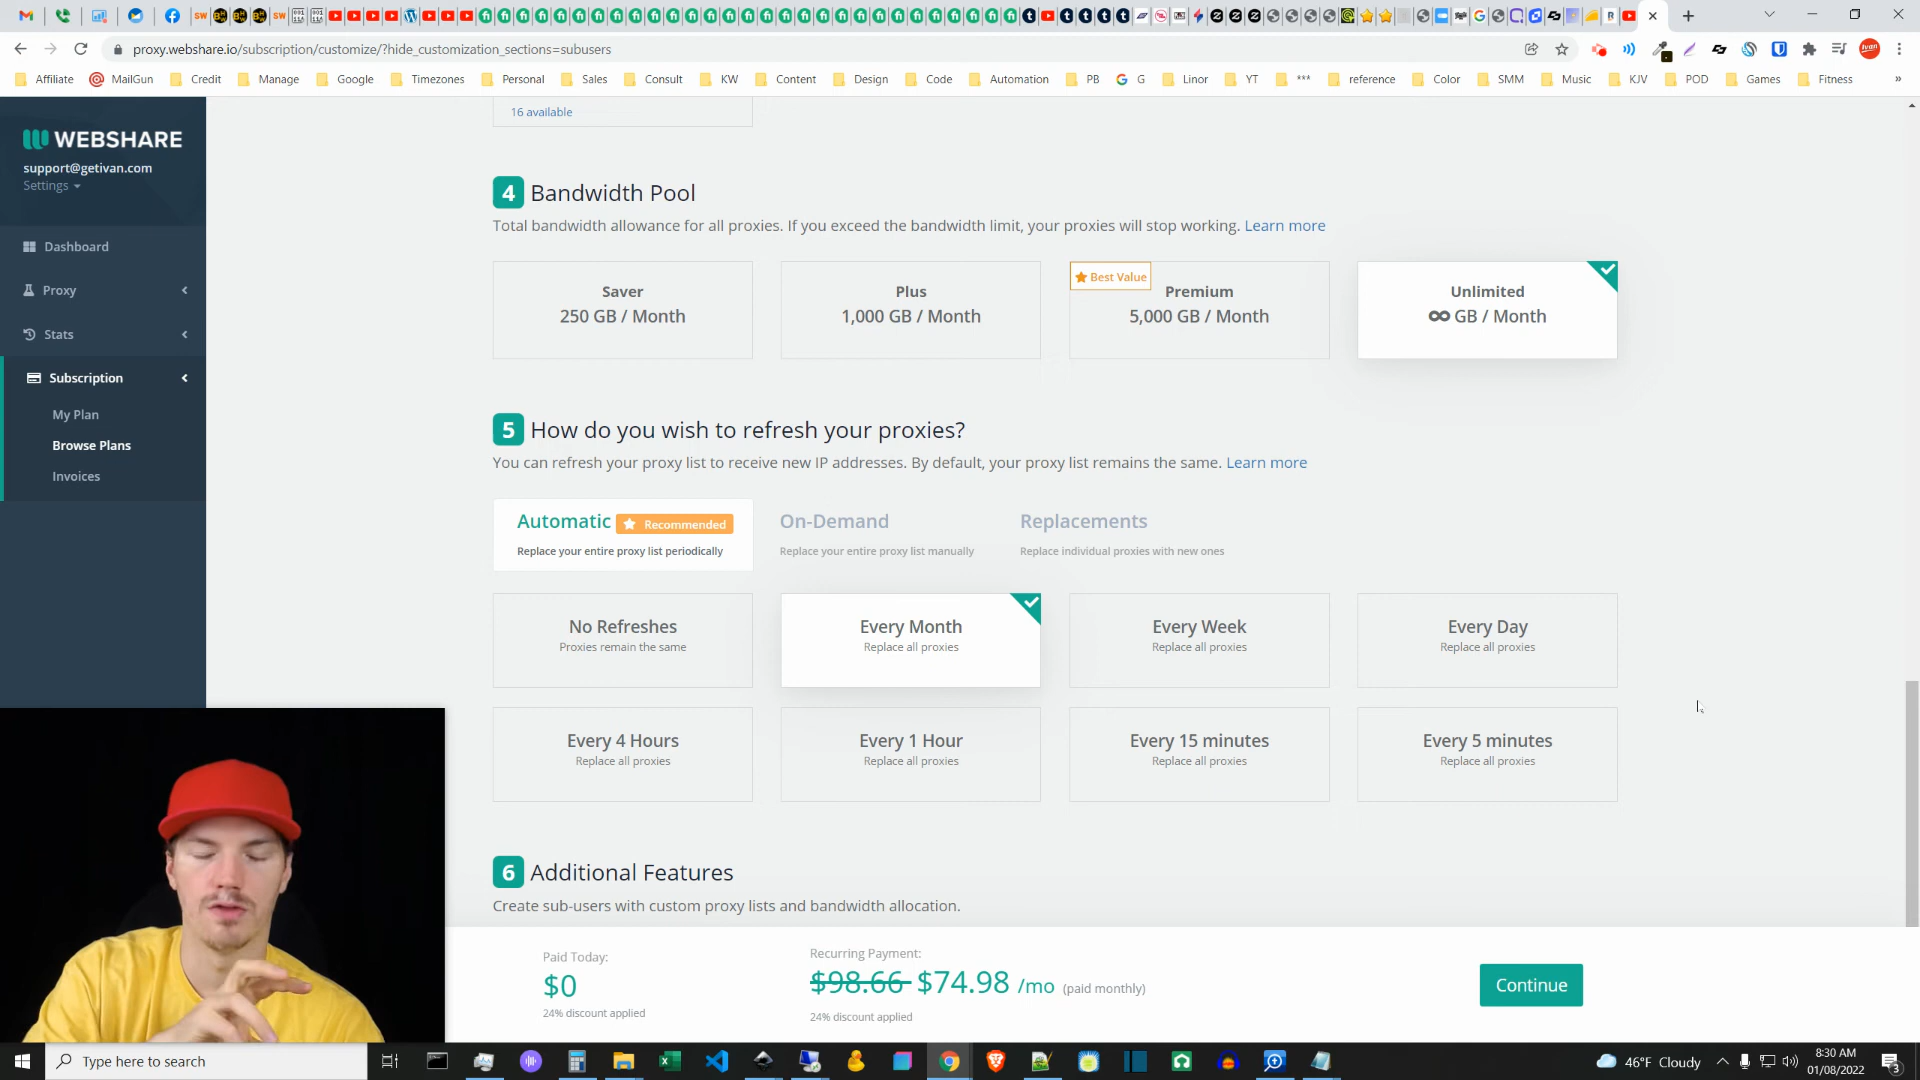 proxy.webshare.io/subscription/customize/?hide_customization_sections=subusers
Affiliate MailGun Credit Manage Google Timezones Personal Sales Consult KW Content Design Code Automation PB G Linor YT *** reference Color SMM Music KJV POD Games Fitness »
WEBSHARE
support@getivan.com
Settings
Dashboard
Proxy
Stats
Subscription
My Plan
Browse Plans
Invoices
16 available
4 Bandwidth Pool
Total bandwidth allowance for all proxies. If you exceed the bandwidth limit, your proxies will stop working. Learn more
Saver
250 GB / Month
Plus
1,000 GB / Month
Best Value
Premium
5,000 GB / Month
Unlimited
∞ GB / Month
5 How do you wish to refresh your proxies?
You can refresh your proxy list to receive new IP addresses. By default, your proxy list remains the same. Learn more
Automatic Recommended
Replace your entire proxy list periodically
On-Demand
Replace your entire proxy list manually
Replacements
Replace individual proxies with new ones
No Refreshes
Proxies remain the same
Every Month
Replace all proxies
Every Week
Replace all proxies
Every Day
Replace all proxies
Every 4 Hours
Replace all proxies
Every 1 Hour
Replace all proxies
Every 15 minutes
Replace all proxies
Every 5 minutes
Replace all proxies
6 Additional Features
Create sub-users with custom proxy lists and bandwidth allocation.
Paid Today:
$0
24% discount applied
Recurring Payment:
$98.66 $74.98 /mo (paid monthly)
24% discount applied
Continue
Type here to search
46°F Cloudy
8:30 AM
01/08/2022
3